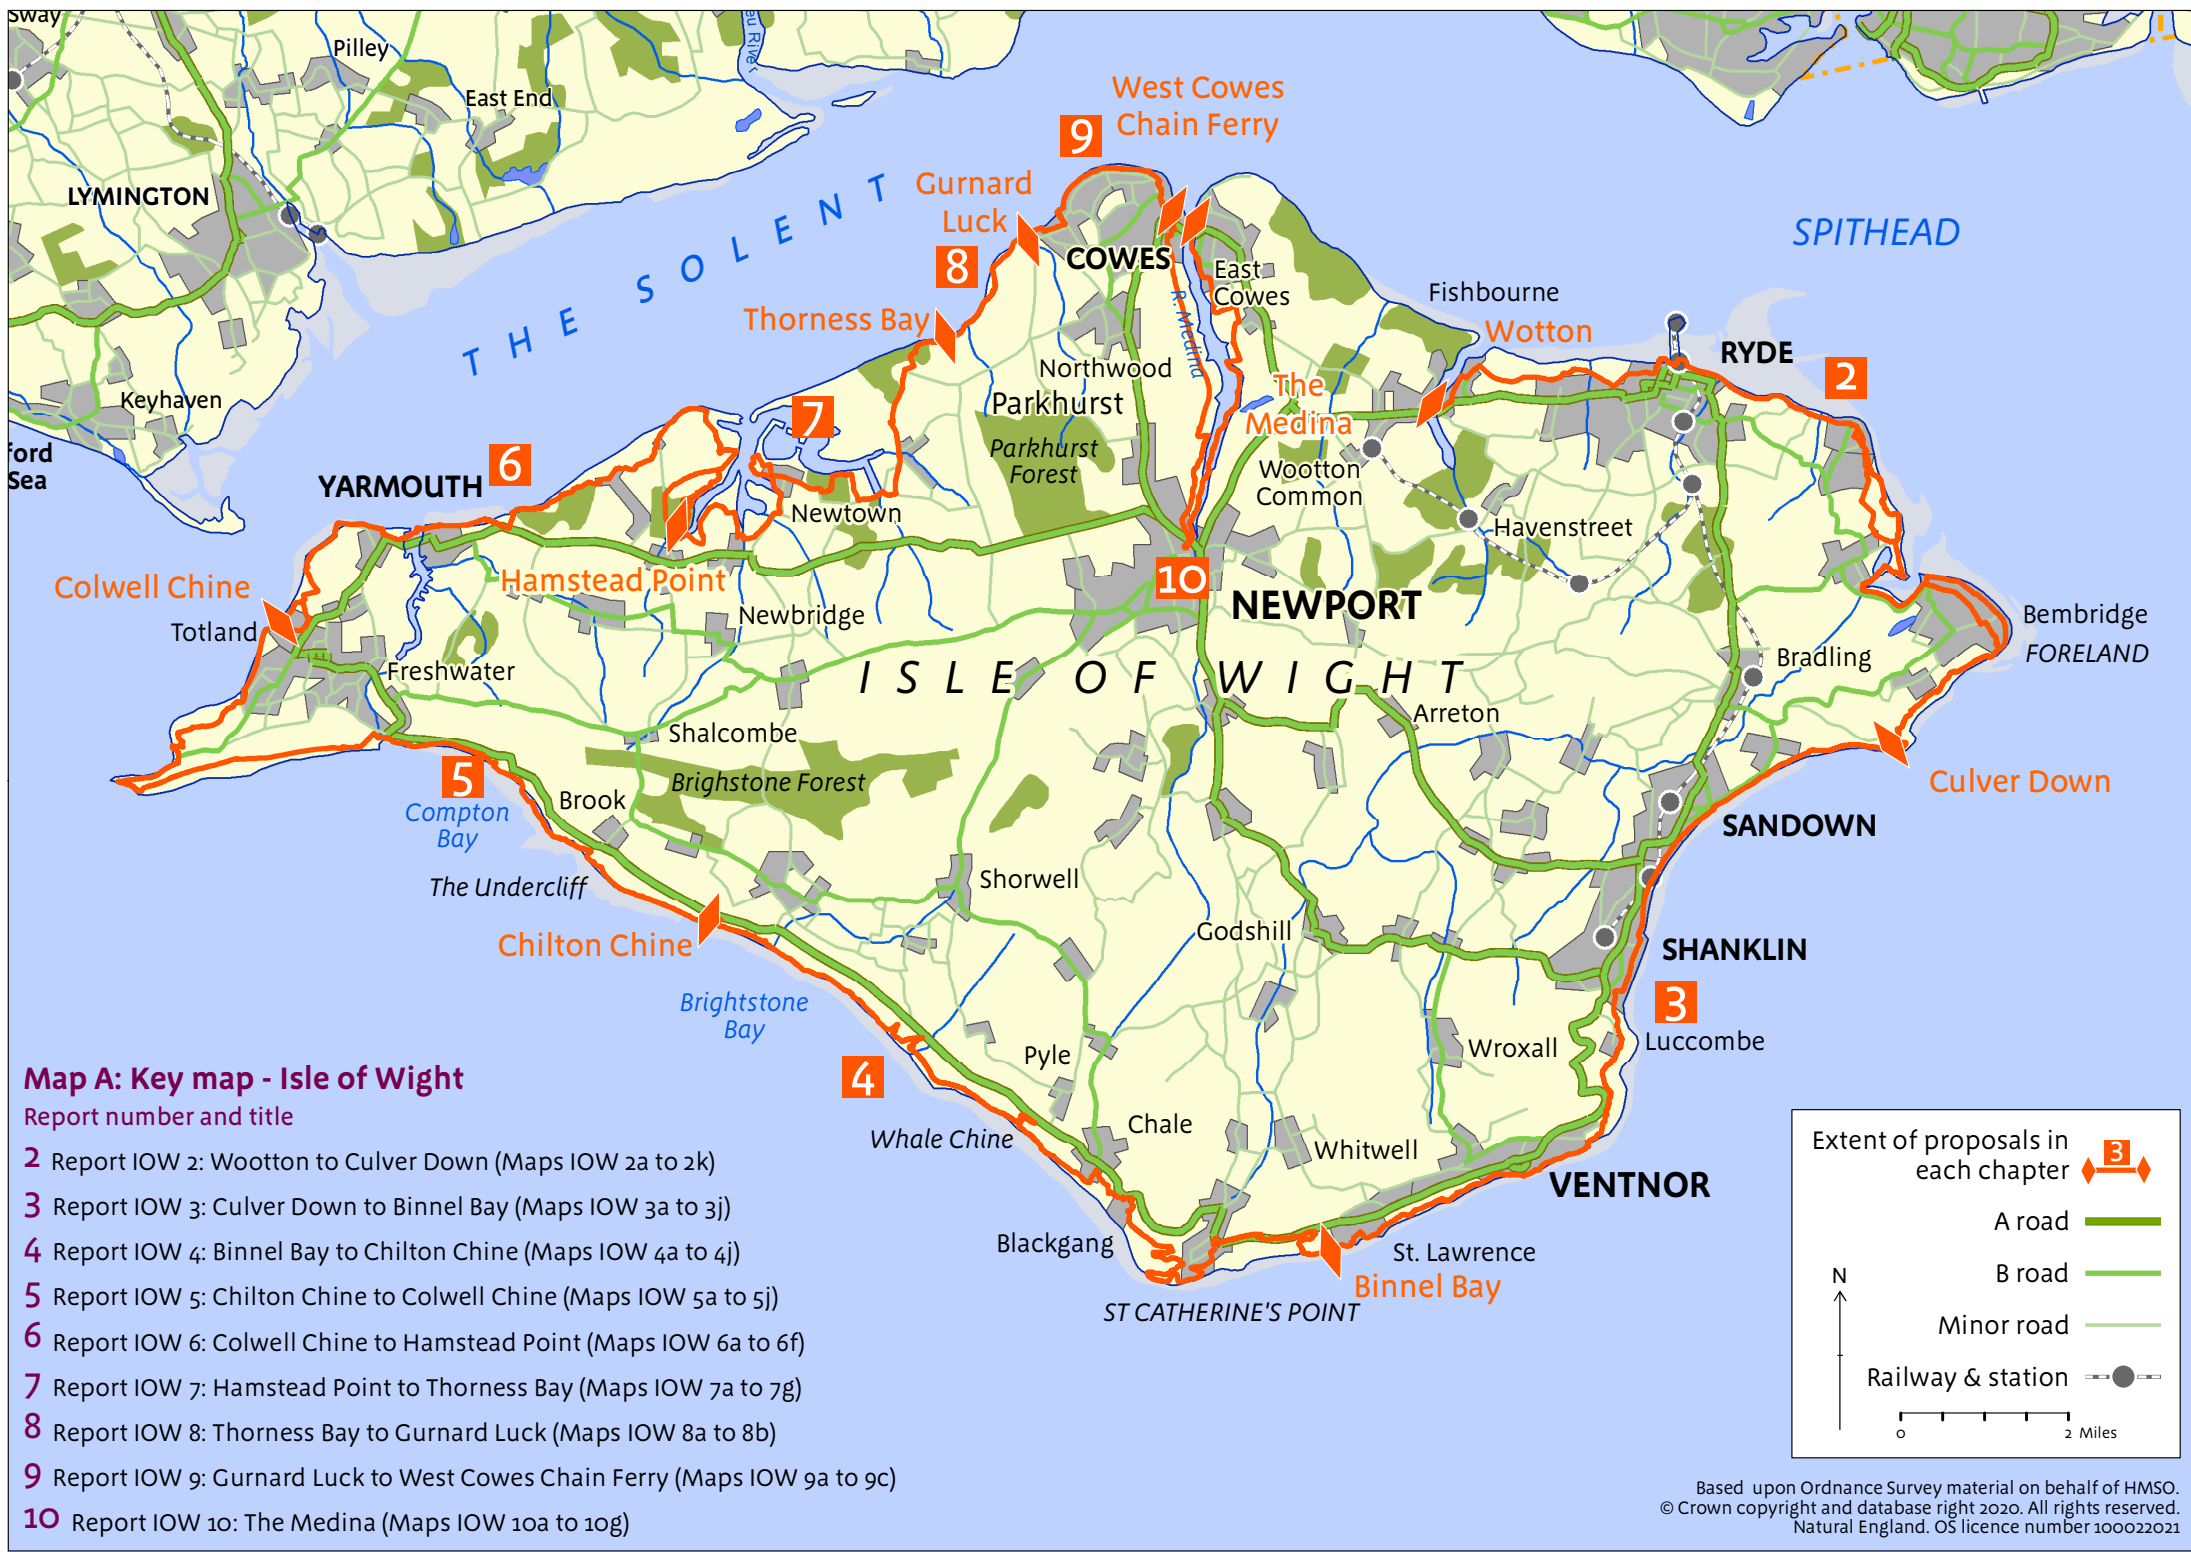 Sway
Pilley
East End
LYMINGTON
Keyhaven
ford
Sea
THE SOLENT
SPITHEAD
West Cowes
Chain Ferry
9
Gurnard
Luck
8
COWES
East
Cowes
R. Medina
Thorness Bay
Northwood
Parkhurst
Parkhurst
Forest
The
Medina
Fishbourne
Wotton
RYDE
2
7
6
YARMOUTH
Newtown
Wootton
Common
Havenstreet
Colwell Chine
Totland
Hamstead Point
10
NEWPORT
Newbridge
Freshwater
ISLE OF WIGHT
Bembridge
FORELAND
Bradling
Arreton
Shalcombe
Brighstone Forest
5
Compton
Bay
Brook
Culver Down
SANDOWN
The Undercliff
Shorwell
Chilton Chine
Godshill
SHANKLIN
3
Brightstone
Bay
Luccombe
Wroxall
Pyle
4
Whale Chine
Chale
Whitwell
VENTNOR
Blackgang
St. Lawrence
Binnel Bay
ST CATHERINE'S POINT
Map A: Key map - Isle of Wight
Report number and title
2 Report IOW 2: Wootton to Culver Down (Maps IOW 2a to 2k)
3 Report IOW 3: Culver Down to Binnel Bay (Maps IOW 3a to 3j)
4 Report IOW 4: Binnel Bay to Chilton Chine (Maps IOW 4a to 4j)
5 Report IOW 5: Chilton Chine to Colwell Chine (Maps IOW 5a to 5j)
6 Report IOW 6: Colwell Chine to Hamstead Point (Maps IOW 6a to 6f)
7 Report IOW 7: Hamstead Point to Thorness Bay (Maps IOW 7a to 7g)
8 Report IOW 8: Thorness Bay to Gurnard Luck (Maps IOW 8a to 8b)
9 Report IOW 9: Gurnard Luck to West Cowes Chain Ferry (Maps IOW 9a to 9c)
10 Report IOW 10: The Medina (Maps IOW 10a to 10g)
Extent of proposals in
each chapter
3
A road
B road
Minor road
Railway & station
N
0 2 Miles
Based upon Ordnance Survey material on behalf of HMSO.
© Crown copyright and database right 2020. All rights reserved.
Natural England. OS licence number 100022021